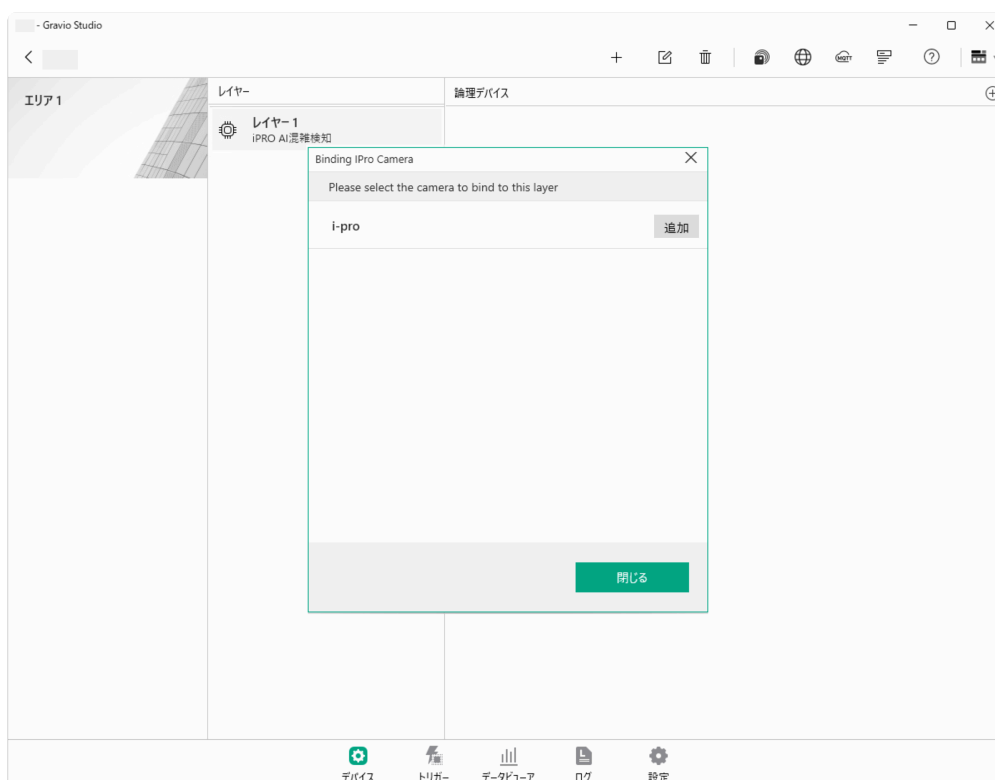 - Gravio Studio
MQTT
エリア 1
レイヤー
レイヤー 1
iPRO AI混雑検知
論理デバイス
Binding IPro Camera
Please select the camera to bind to this layer
i-pro
追加
閉じる
デバイス
トリガー
データビューア
ログ
設定